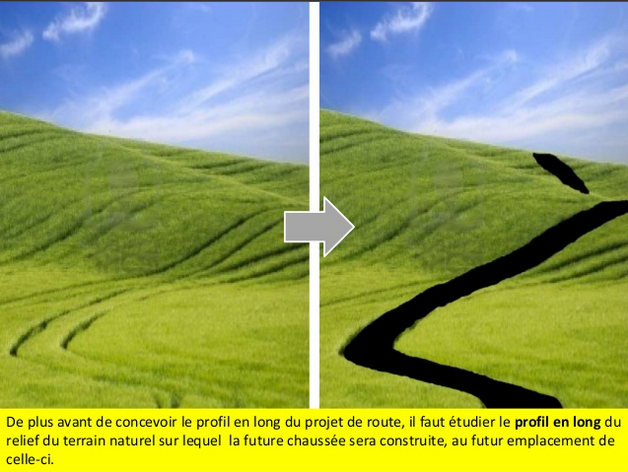 De plus avant de concevoir le profil en long du projet de route, il faut étudier le profil en long du
relief du terrain naturel sur lequel la future chaussée sera construite, au futur emplacement de
celle-ci.